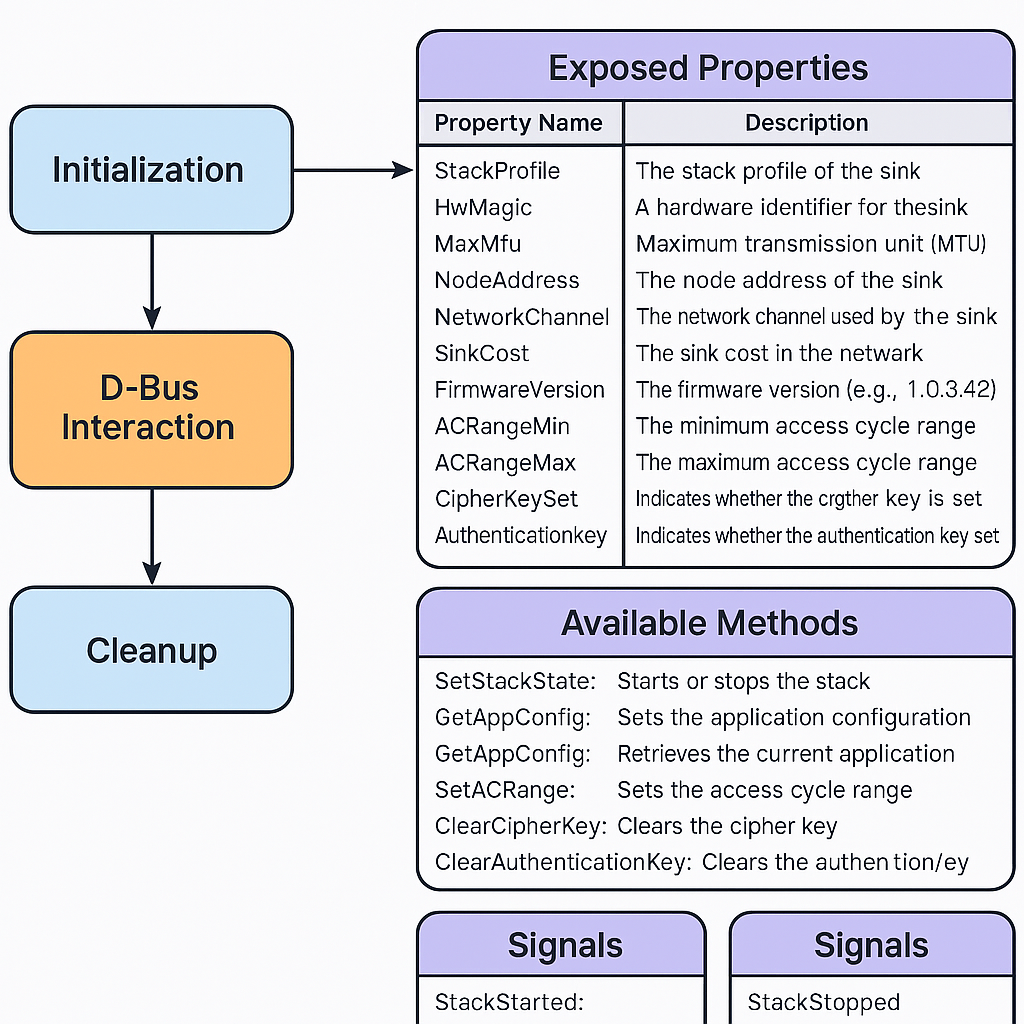 Initialization
D-Bus
Interaction
Cleanup
Exposed Properties
Property Name Description
StackProfile The stack profile of the sink
HwMagic A hardware identifier for thesink
MaxMfu Maximum transmission unit (MTU)
NodeAddress The node address of the sink
NetworkChannel The network channel used by the sink
SinkCost The sink cost in the netwark
FirmwareVersion The firmware version (e.g., 1.0.3.42)
ACRangeMin The minimum access cycle range
ACRangeMax The maximum access cycle range
CipherKeySet Indicates whether the crgther key is set
Authenticationkey Indicates whether the authentication key set
Available Methods
SetStackState: Starts or stops the stack
GetAppConfig: Sets the application configuration
GetAppConfig: Retrieves the current application
SetACRange: Sets the access cycle range
ClearCipherKey: Clears the cipher key
ClearAuthenticationKey: Clears the authen tion/ey
Signals
StackStarted:
Signals
StackStopped